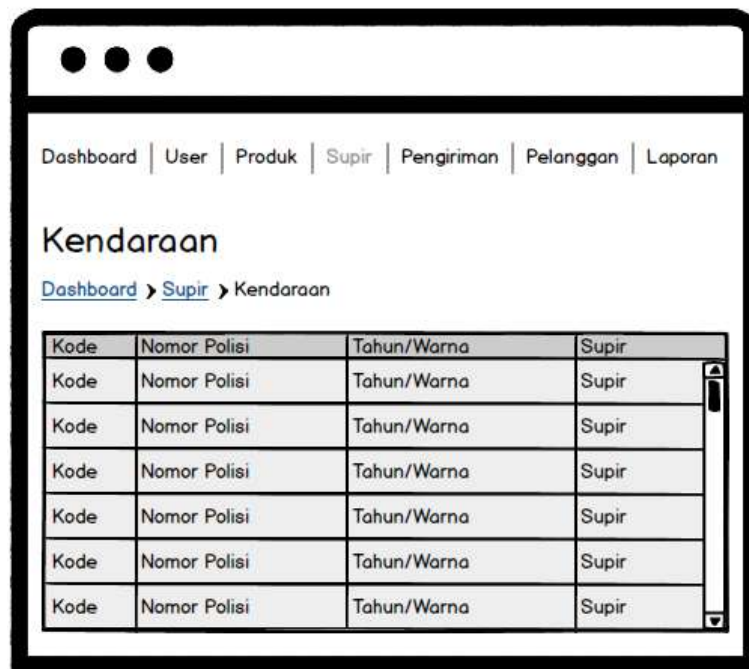 Dashboard | User | Produk | Supir | Pengiriman | Pelanggan | Laporan
Kendaraan
Dashboard > Supir > Kendaraan
Kode Nomor Polisi Tahun/Warna Supir
Kode Nomor Polisi Tahun/Warna Supir
Kode Nomor Polisi Tahun/Warna Supir
Kode Nomor Polisi Tahun/Warna Supir
Kode Nomor Polisi Tahun/Warna Supir
Kode Nomor Polisi Tahun/Warna Supir
Kode Nomor Polisi Tahun/Warna Supir